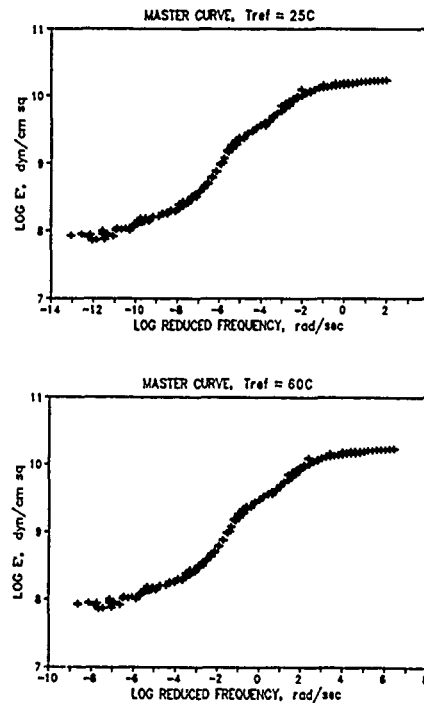 MASTER CURVE, Tref = 25C
11
10
9
8
7
LOG E', dyn/cm sq
-14 -12 -10 -8 -6 -4 -2 0 2
LOG REDUCED FREQUENCY, rad/sec
MASTER CURVE, Tref = 60C
11
10
9
8
7
LOG E', dyn/cm sq
-10 -8 -6 -4 -2 0 2 4 6 8
LOG REDUCED FREQUENCY, rad/sec